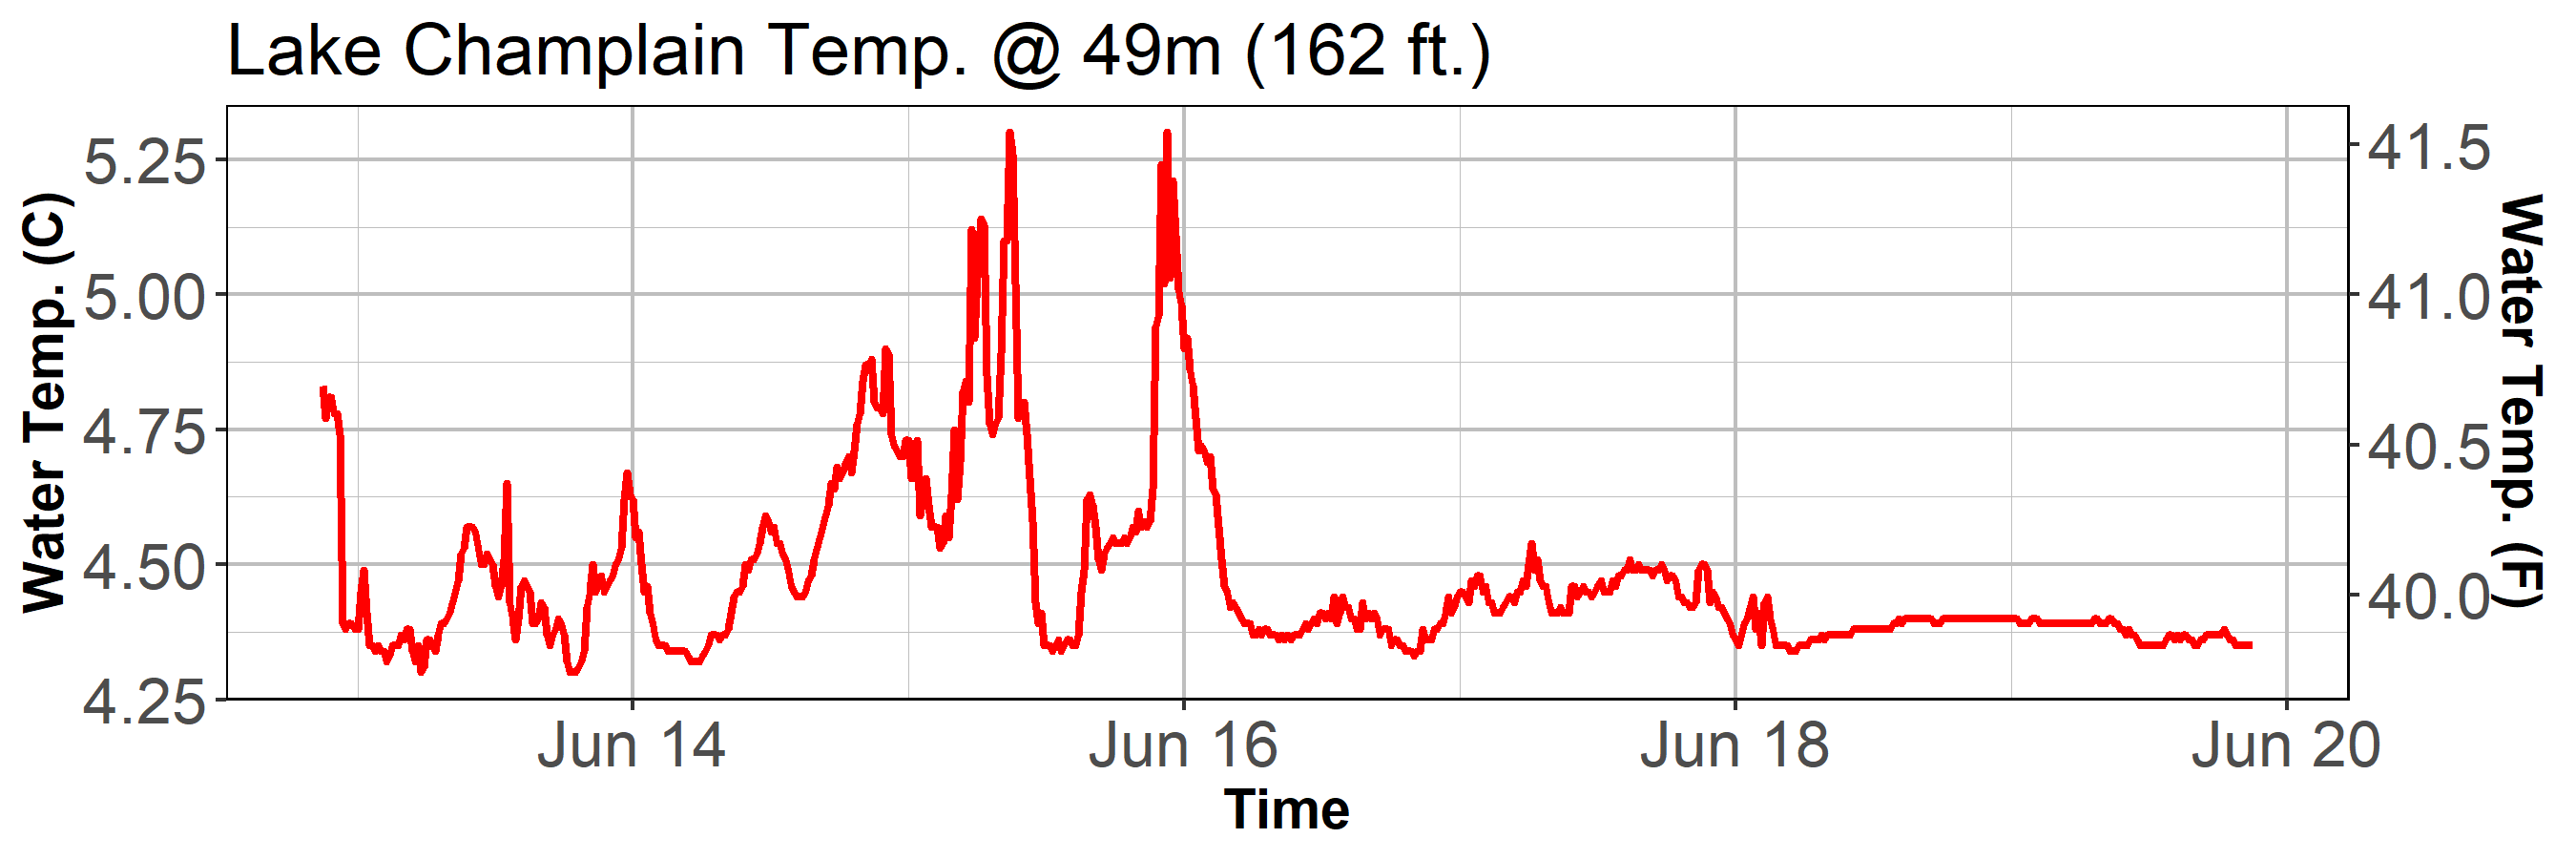 Lake Champlain Temp. @ 49m (162 ft.)
Water Temp. (C)
5.25
5.00
4.75
4.50
4.25
41.5
41.0
40.5
40.0
Water Temp. (F)
Jun 14 Jun 16 Jun 18 Jun 20
Time